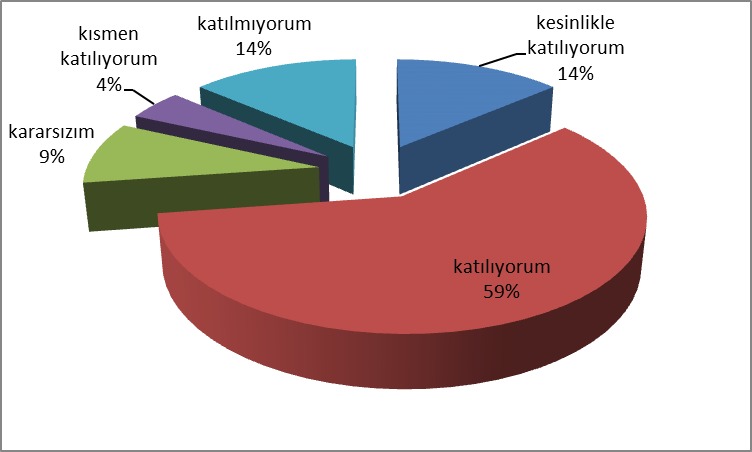 kesinlikle
katılıyorum
14%
katılıyorum
59%
kararsızım
9%
kısmen
katılıyorum
4%
katılmıyorum
14%